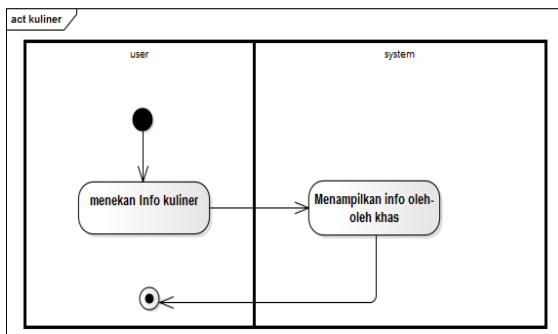 act kuliner
user
system
menekan Info kuliner
Menampilkan info oleh-
oleh khas